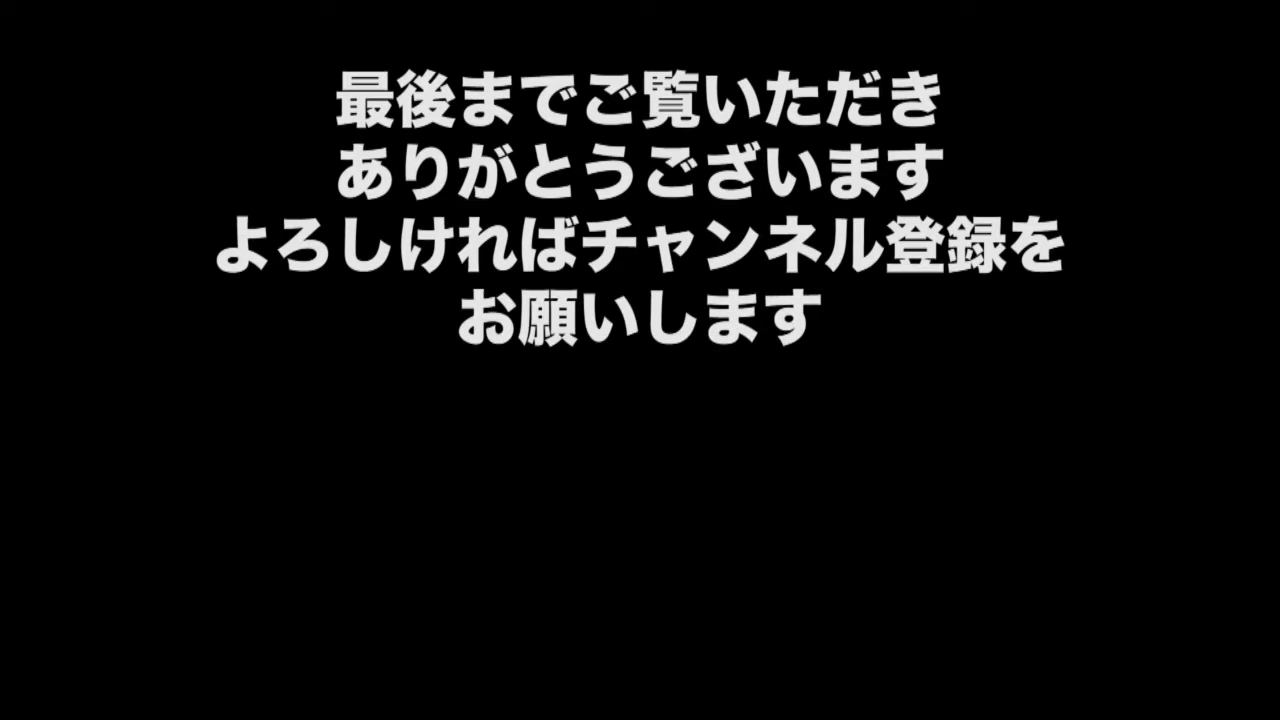 最後までご覧いただき
ありがとうございます
よろしければチャンネル登録を
お願いします